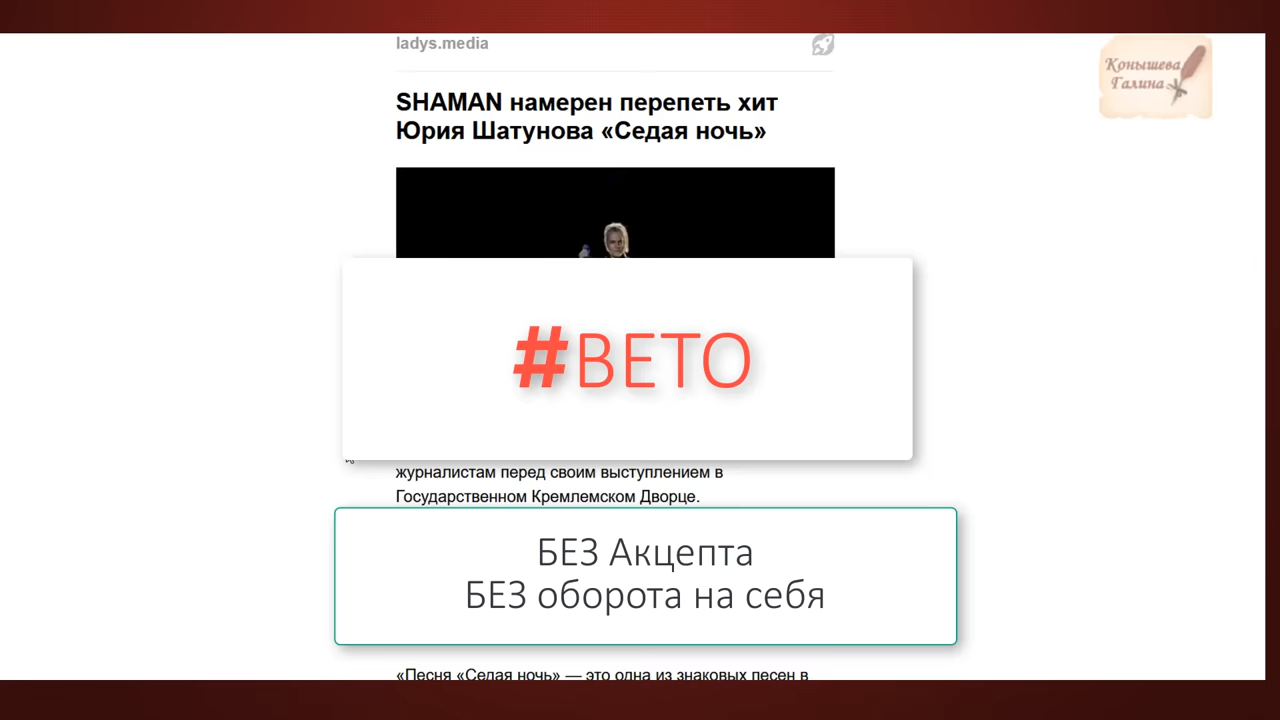 ladys.media
Конышева
Галина
SHAMAN намерен перепеть хит
Юрия Шатунова «Седая ночь»
#ВЕТО
журналистам перед своим выступлением в
Государственном Кремлемском Дворце.
БЕЗ Акцепта
БЕЗ оборота на себя
«Песня «Седая ночь» — это одна из знаковых песен в